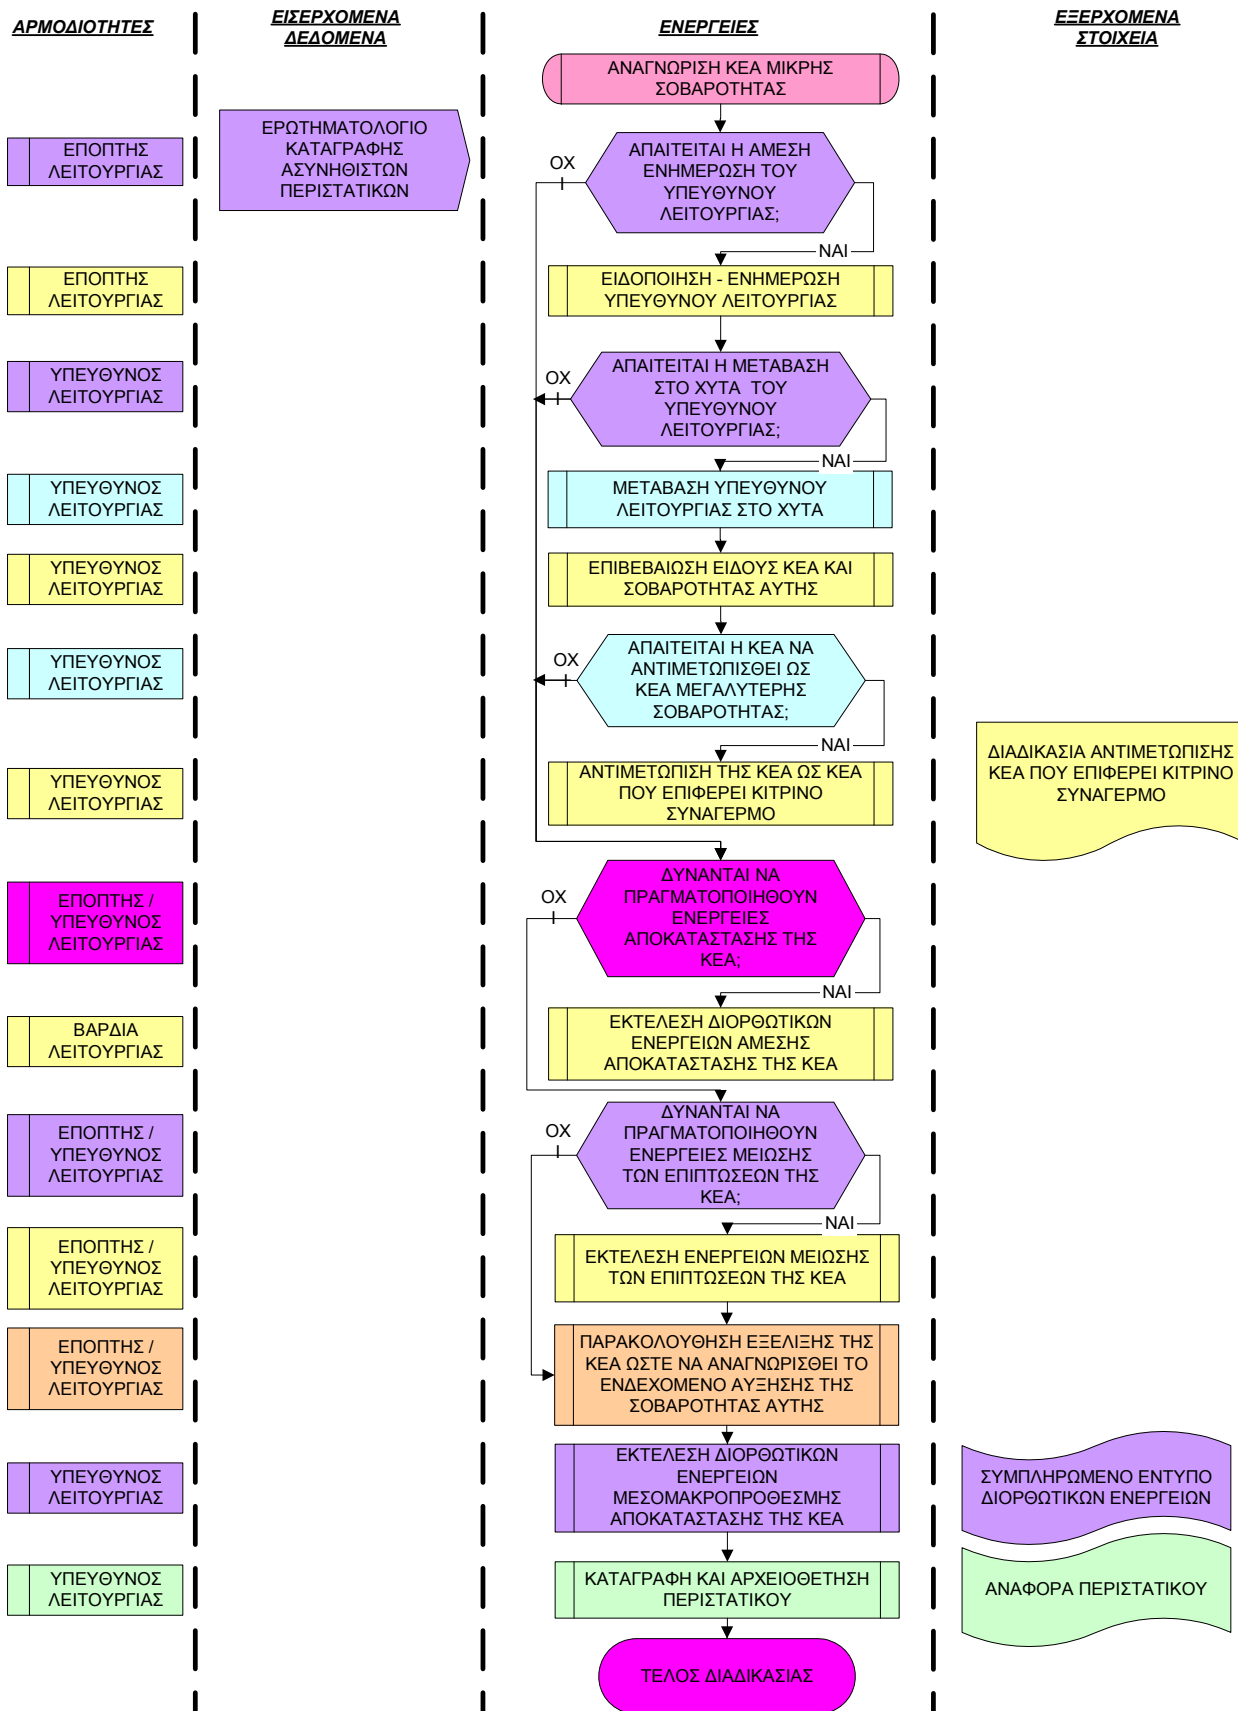 ΑΡΜΟΔΙΟΤΗΤΕΣ
ΕΙΣΕΡΧΟΜΕΝΑ
ΔΕΔΟΜΕΝΑ
ΕΝΕΡΓΕΙΕΣ
ΕΞΕΡΧΟΜΕΝΑ
ΣΤΟΙΧΕΙΑ
ΑΝΑΓΝΩΡΙΣΗ ΚΕΑ ΜΙΚΡΗΣ
ΣΟΒΑΡΟΤΗΤΑΣ
ΕΠΟΠΤΗΣ
ΛΕΙΤΟΥΡΓΙΑΣ
ΕΡΩΤΗΜΑΤΟΛΟΓΙΟ
ΚΑΤΑΓΡΑΦΗΣ
ΑΣΥΝΗΘΙΣΤΩΝ
ΠΕΡΙΣΤΑΤΙΚΩΝ
ΟΧ
ΑΠΑΙΤΕΙΤΑΙ Η ΑΜΕΣΗ
ΕΝΗΜΕΡΩΣΗ ΤΟΥ
ΥΠΕΥΘΥΝΟΥ
ΛΕΙΤΟΥΡΓΙΑΣ;
ΝΑΙ
ΕΠΟΠΤΗΣ
ΛΕΙΤΟΥΡΓΙΑΣ
ΕΙΔΟΠΟΙΗΣΗ - ΕΝΗΜΕΡΩΣΗ
ΥΠΕΥΘΥΝΟΥ ΛΕΙΤΟΥΡΓΙΑΣ
ΥΠΕΥΘΥΝΟΣ
ΛΕΙΤΟΥΡΓΙΑΣ
ΟΧ
ΑΠΑΙΤΕΙΤΑΙ Η ΜΕΤΑΒΑΣΗ
ΣΤΟ ΧΥΤΑ ΤΟΥ
ΥΠΕΥΘΥΝΟΥ
ΛΕΙΤΟΥΡΓΙΑΣ;
ΝΑΙ
ΥΠΕΥΘΥΝΟΣ
ΛΕΙΤΟΥΡΓΙΑΣ
ΜΕΤΑΒΑΣΗ ΥΠΕΥΘΥΝΟΥ
ΛΕΙΤΟΥΡΓΙΑΣ ΣΤΟ ΧΥΤΑ
ΥΠΕΥΘΥΝΟΣ
ΛΕΙΤΟΥΡΓΙΑΣ
ΕΠΙΒΕΒΑΙΩΣΗ ΕΙΔΟΥΣ ΚΕΑ ΚΑΙ
ΣΟΒΑΡΟΤΗΤΑΣ ΑΥΤΗΣ
ΥΠΕΥΘΥΝΟΣ
ΛΕΙΤΟΥΡΓΙΑΣ
ΟΧ
ΑΠΑΙΤΕΙΤΑΙ Η ΚΕΑ ΝΑ
ΑΝΤΙΜΕΤΩΠΙΣΘΕΙ ΩΣ
ΚΕΑ ΜΕΓΑΛΥΤΕΡΗΣ
ΣΟΒΑΡΟΤΗΤΑΣ;
ΝΑΙ
ΥΠΕΥΘΥΝΟΣ
ΛΕΙΤΟΥΡΓΙΑΣ
ΑΝΤΙΜΕΤΩΠΙΣΗ ΤΗΣ ΚΕΑ ΩΣ ΚΕΑ
ΠΟΥ ΕΠΙΦΕΡΕΙ ΚΙΤΡΙΝΟ
ΣΥΝΑΓΕΡΜΟ
ΔΙΑΔΙΚΑΣΙΑ ΑΝΤΙΜΕΤΩΠΙΣΗΣ
ΚΕΑ ΠΟΥ ΕΠΙΦΕΡΕΙ ΚΙΤΡΙΝΟ
ΣΥΝΑΓΕΡΜΟ
ΕΠΟΠΤΗΣ /
ΥΠΕΥΘΥΝΟΣ
ΛΕΙΤΟΥΡΓΙΑΣ
ΟΧ
ΔΥΝΑΝΤΑΙ ΝΑ
ΠΡΑΓΜΑΤΟΠΟΙΗΘΟΥΝ
ΕΝΕΡΓΕΙΕΣ
ΑΠΟΚΑΤΑΣΤΑΣΗΣ ΤΗΣ
ΚΕΑ;
ΝΑΙ
ΒΑΡΔΙΑ
ΛΕΙΤΟΥΡΓΙΑΣ
ΕΚΤΕΛΕΣΗ ΔΙΟΡΘΩΤΙΚΩΝ
ΕΝΕΡΓΕΙΩΝ ΑΜΕΣΗΣ
ΑΠΟΚΑΤΑΣΤΑΣΗΣ ΤΗΣ ΚΕΑ
ΕΠΟΠΤΗΣ /
ΥΠΕΥΘΥΝΟΣ
ΛΕΙΤΟΥΡΓΙΑΣ
ΟΧ
ΔΥΝΑΝΤΑΙ ΝΑ
ΠΡΑΓΜΑΤΟΠΟΙΗΘΟΥΝ
ΕΝΕΡΓΕΙΕΣ ΜΕΙΩΣΗΣ
ΤΩΝ ΕΠΙΠΤΩΣΕΩΝ ΤΗΣ
ΚΕΑ;
ΝΑΙ
ΕΠΟΠΤΗΣ /
ΥΠΕΥΘΥΝΟΣ
ΛΕΙΤΟΥΡΓΙΑΣ
ΕΚΤΕΛΕΣΗ ΕΝΕΡΓΕΙΩΝ ΜΕΙΩΣΗΣ
ΤΩΝ ΕΠΙΠΤΩΣΕΩΝ ΤΗΣ ΚΕΑ
ΕΠΟΠΤΗΣ /
ΥΠΕΥΘΥΝΟΣ
ΛΕΙΤΟΥΡΓΙΑΣ
ΠΑΡΑΚΟΛΟΥΘΗΣΗ ΕΞΕΛΙΞΗΣ ΤΗΣ
ΚΕΑ ΩΣΤΕ ΝΑ ΑΝΑΓΝΩΡΙΣΘΕΙ ΤΟ
ΕΝΔΕΧΟΜΕΝΟ ΑΥΞΗΣΗΣ ΤΗΣ
ΣΟΒΑΡΟΤΗΤΑΣ ΑΥΤΗΣ
ΥΠΕΥΘΥΝΟΣ
ΛΕΙΤΟΥΡΓΙΑΣ
ΕΚΤΕΛΕΣΗ ΔΙΟΡΘΩΤΙΚΩΝ
ΕΝΕΡΓΕΙΩΝ
ΜΕΣΟΜΑΚΡΟΠΡΟΘΕΣΜΗΣ
ΑΠΟΚΑΤΑΣΤΑΣΗΣ ΤΗΣ ΚΕΑ
ΣΥΜΠΛΗΡΩΜΕΝΟ ΕΝΤΥΠΟ
ΔΙΟΡΘΩΤΙΚΩΝ ΕΝΕΡΓΕΙΩΝ
ΥΠΕΥΘΥΝΟΣ
ΛΕΙΤΟΥΡΓΙΑΣ
ΚΑΤΑΓΡΑΦΗ ΚΑΙ ΑΡΧΕΙΟΘΕΤΗΣΗ
ΠΕΡΙΣΤΑΤΙΚΟΥ
ΑΝΑΦΟΡΑ ΠΕΡΙΣΤΑΤΙΚΟΥ
ΤΕΛΟΣ ΔΙΑΔΙΚΑΣΙΑΣ